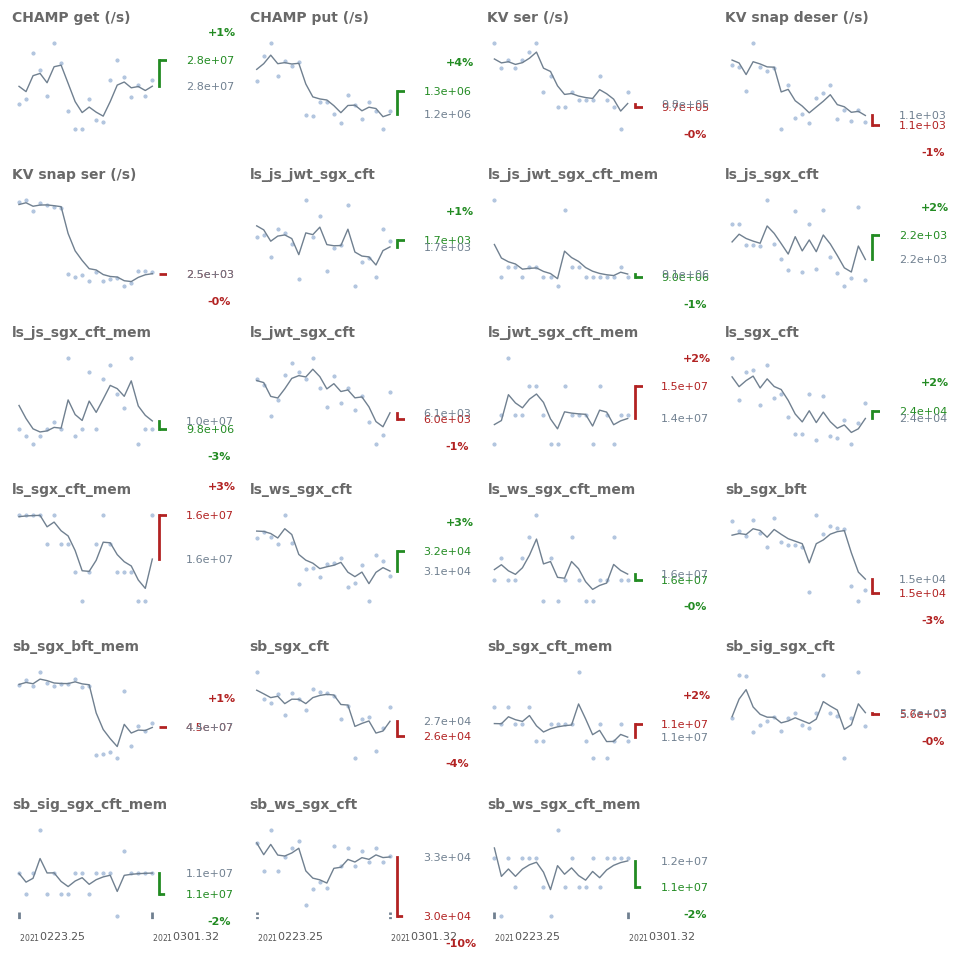 CHAMP get (/s)
+1%
2.8e+07
2.8e+07
CHAMP put (/s)
+4%
1.3e+06
1.2e+06
KV ser (/s)
9.7e+05
-0%
KV snap deser (/s)
1.1e+03
1.1e+03
-1%
KV snap ser (/s)
2.5e+03
-0%
ls_js_jwt_sgx_cft
+1%
1.7e+03
1.7e+03
ls_js_jwt_sgx_cft_mem
9.1e+06
9.0e+06
-1%
ls_js_sgx_cft
+2%
2.2e+03
2.2e+03
ls_js_sgx_cft_mem
1.0e+07
9.8e+06
-3%
ls_jwt_sgx_cft
6.1e+03
6.0e+03
-1%
ls_jwt_sgx_cft_mem
+2%
1.5e+07
1.4e+07
ls_sgx_cft
+2%
2.4e+04
2.4e+04
ls_sgx_cft_mem
+3%
1.6e+07
1.6e+07
ls_ws_sgx_cft
+3%
3.2e+04
3.1e+04
ls_ws_sgx_cft_mem
1.6e+07
1.6e+07
-0%
sb_sgx_bft
1.5e+04
1.5e+04
-3%
sb_sgx_bft_mem
+1%
4.5e+07
sb_sgx_cft
2.7e+04
2.6e+04
-4%
sb_sgx_cft_mem
+2%
1.1e+07
1.1e+07
sb_sig_sgx_cft
5.6e+03
-0%
sb_sig_sgx_cft_mem
1.1e+07
1.1e+07
-2%
2021 0223.25
2021 0301.32
sb_ws_sgx_cft
3.3e+04
3.0e+04
-10%
2021 0223.25
2021 0301.32
sb_ws_sgx_cft_mem
1.2e+07
1.1e+07
-2%
2021 0223.25
2021 0301.32